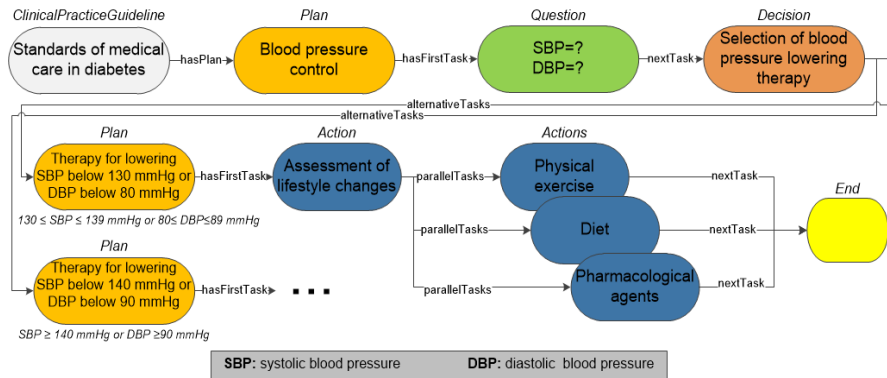 ClinicalPracticeGuideline
Plan
Question
Decision
Standards of medical
care in diabetes
hasPlan
Blood pressure
control
hasFirstTask
SBP=?
DBP=?
nextTask
Selection of blood
pressure lowering
therapy
alternativeTasks
alternativeTasks
Plan
Action
Actions
Therapy for lowering
SBP below 130 mmHg or
DBP below 80 mmHg
hasFirstTask
Assessment of
lifestyle changes
parallelTasks
Physical
exercise
nextTask
End
130 ≤ SBP ≤ 139 mmHg or 80≤ DBP≤89 mmHg
parallelTasks
Diet
nextTask
Plan
Therapy for lowering
SBP below 140 mmHg or
DBP below 90 mmHg
hasFirstTask
...
parallelTasks
Pharmacological
agents
nextTask
SBP ≥ 140 mmHg or DBP ≥90 mmHg
SBP: systolic blood pressure DBP: diastolic blood pressure